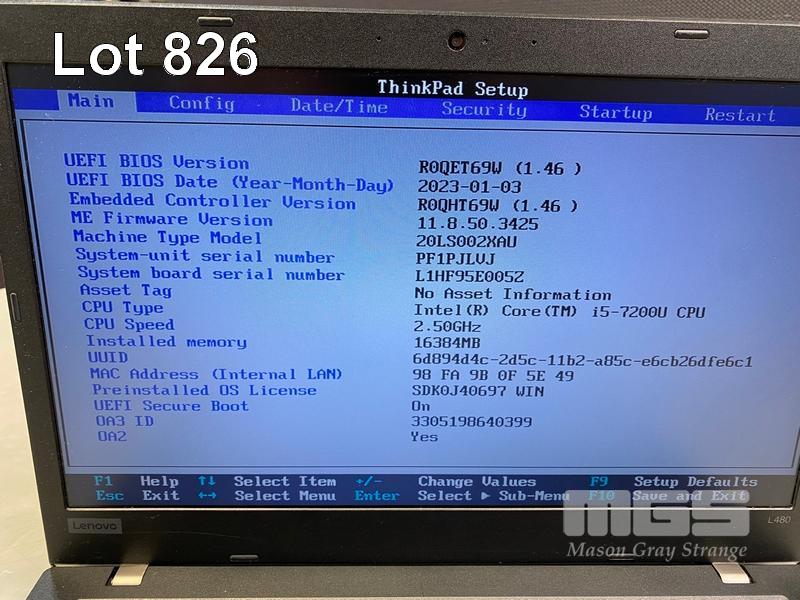 Lot 826
ThinkPad Setup
Main Config Date/Time Security Startup Restart
UEFI BIOS Version R0QET69W (1.46 )
UEFI BIOS Date (Year-Month-Day) 2023-01-03
Embedded Controller Version R0QHT69W (1.46 )
ME Firmware Version 11.8.50.3425
Machine Type Model 20LS002XAU
System-unit serial number PF1PJLVJ
System board serial number L1HF95E005Z
Asset Tag No Asset Information
CPU Type Intel(R) Core(TM) i5-7200U CPU
CPU Speed 2.50GHz
Installed memory 16384MB
UUID 6d894d4c-2d5c-11b2-a85c-e6cb26dfe6c1
MAC Address (Internal LAN) 98 FA 9B 0F 5E 49
Preinstalled OS License SDK0J40697 WIN
UEFI Secure Boot On
OA3 ID 3305198640399
OA2 Yes
F1 Help ↑↓ Select Item +/- Change Values F9 Setup Defaults
Esc Exit ↔ Select Menu Enter Select ▶ Sub-Menu F10 Save and Exit
Lenovo
L480
MGS
Mason Gray Strange